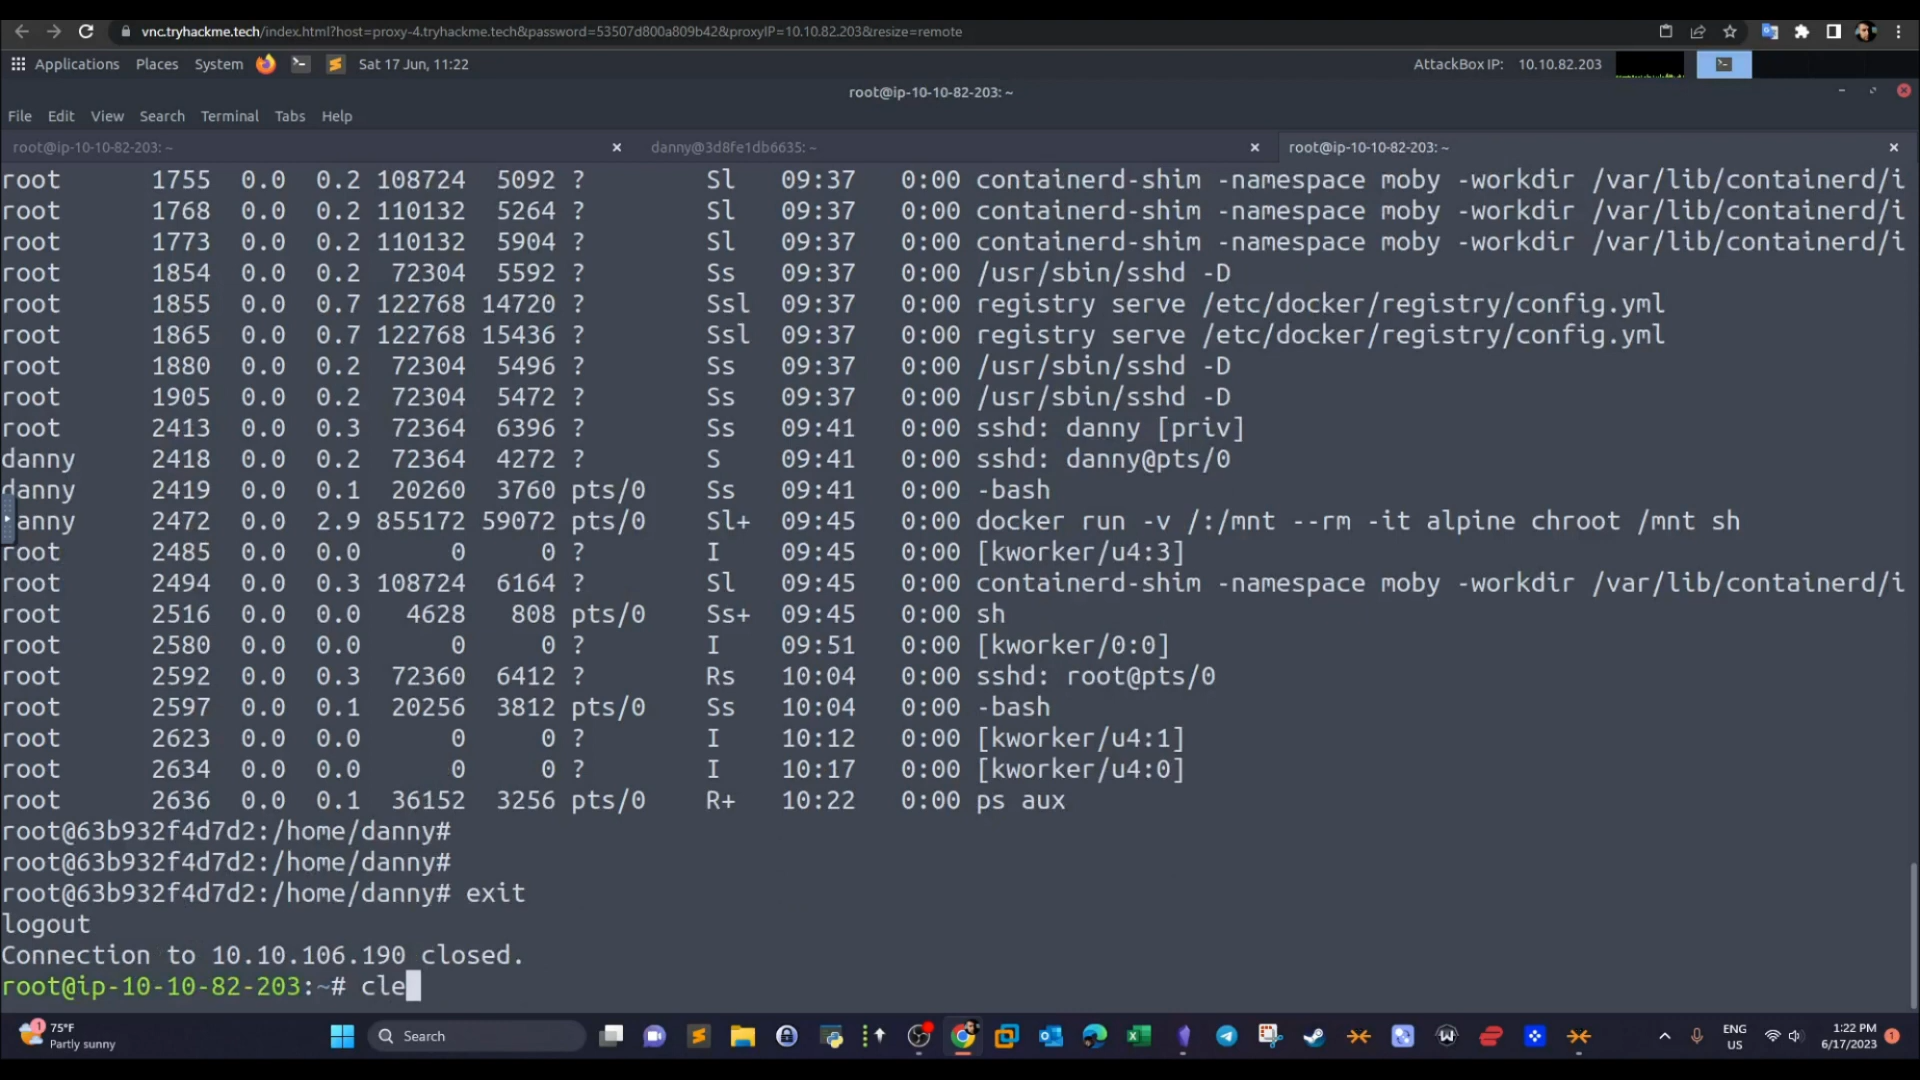 vnc.tryhackme.tech/index.html?host=proxy-4.tryhackme.tech&password=53507d800a809b42&proxyIP=10.10.82.203&resize=remote
Applications Places System Sat 17 Jun, 11:22 AttackBox IP: 10.10.82.203
root@ip-10-10-82-203: ~
File Edit View Search Terminal Tabs Help
root@ip-10-10-82-203: ~ × danny@3d8fe1db6635: ~ × root@ip-10-10-82-203: ~ ×
root 1755 0.0 0.2 108724 5092 ? Sl 09:37 0:00 containerd-shim -namespace moby -workdir /var/lib/containerd/i
root 1768 0.0 0.2 110132 5264 ? Sl 09:37 0:00 containerd-shim -namespace moby -workdir /var/lib/containerd/i
root 1773 0.0 0.2 110132 5904 ? Sl 09:37 0:00 containerd-shim -namespace moby -workdir /var/lib/containerd/i
root 1854 0.0 0.2 72304 5592 ? Ss 09:37 0:00 /usr/sbin/sshd -D
root 1855 0.0 0.7 122768 14720 ? Ssl 09:37 0:00 registry serve /etc/docker/registry/config.yml
root 1865 0.0 0.7 122768 15436 ? Ssl 09:37 0:00 registry serve /etc/docker/registry/config.yml
root 1880 0.0 0.2 72304 5496 ? Ss 09:37 0:00 /usr/sbin/sshd -D
root 1905 0.0 0.2 72304 5472 ? Ss 09:37 0:00 /usr/sbin/sshd -D
root 2413 0.0 0.3 72364 6396 ? Ss 09:41 0:00 sshd: danny [priv]
danny 2418 0.0 0.2 72364 4272 ? S 09:41 0:00 sshd: danny@pts/0
danny 2419 0.0 0.1 20260 3760 pts/0 Ss 09:41 0:00 -bash
anny 2472 0.0 2.9 855172 59072 pts/0 Sl+ 09:45 0:00 docker run -v /:/mnt --rm -it alpine chroot /mnt sh
root 2485 0.0 0.0 0 0 ? I 09:45 0:00 [kworker/u4:3]
root 2494 0.0 0.3 108724 6164 ? Sl 09:45 0:00 containerd-shim -namespace moby -workdir /var/lib/containerd/i
root 2516 0.0 0.0 4628 808 pts/0 Ss+ 09:45 0:00 sh
root 2580 0.0 0.0 0 0 ? I 09:51 0:00 [kworker/0:0]
root 2592 0.0 0.3 72360 6412 ? Rs 10:04 0:00 sshd: root@pts/0
root 2597 0.0 0.1 20256 3812 pts/0 Ss 10:04 0:00 -bash
root 2623 0.0 0.0 0 0 ? I 10:12 0:00 [kworker/u4:1]
root 2634 0.0 0.0 0 0 ? I 10:17 0:00 [kworker/u4:0]
root 2636 0.0 0.1 36152 3256 pts/0 R+ 10:22 0:00 ps aux
root@63b932f4d7d2:/home/danny#
root@63b932f4d7d2:/home/danny#
root@63b932f4d7d2:/home/danny# exit
logout
Connection to 10.10.106.190 closed.
root@ip-10-10-82-203:~# cle
1 75°F
Partly sunny
Search
ENG
US
1:22 PM
6/17/2023
1